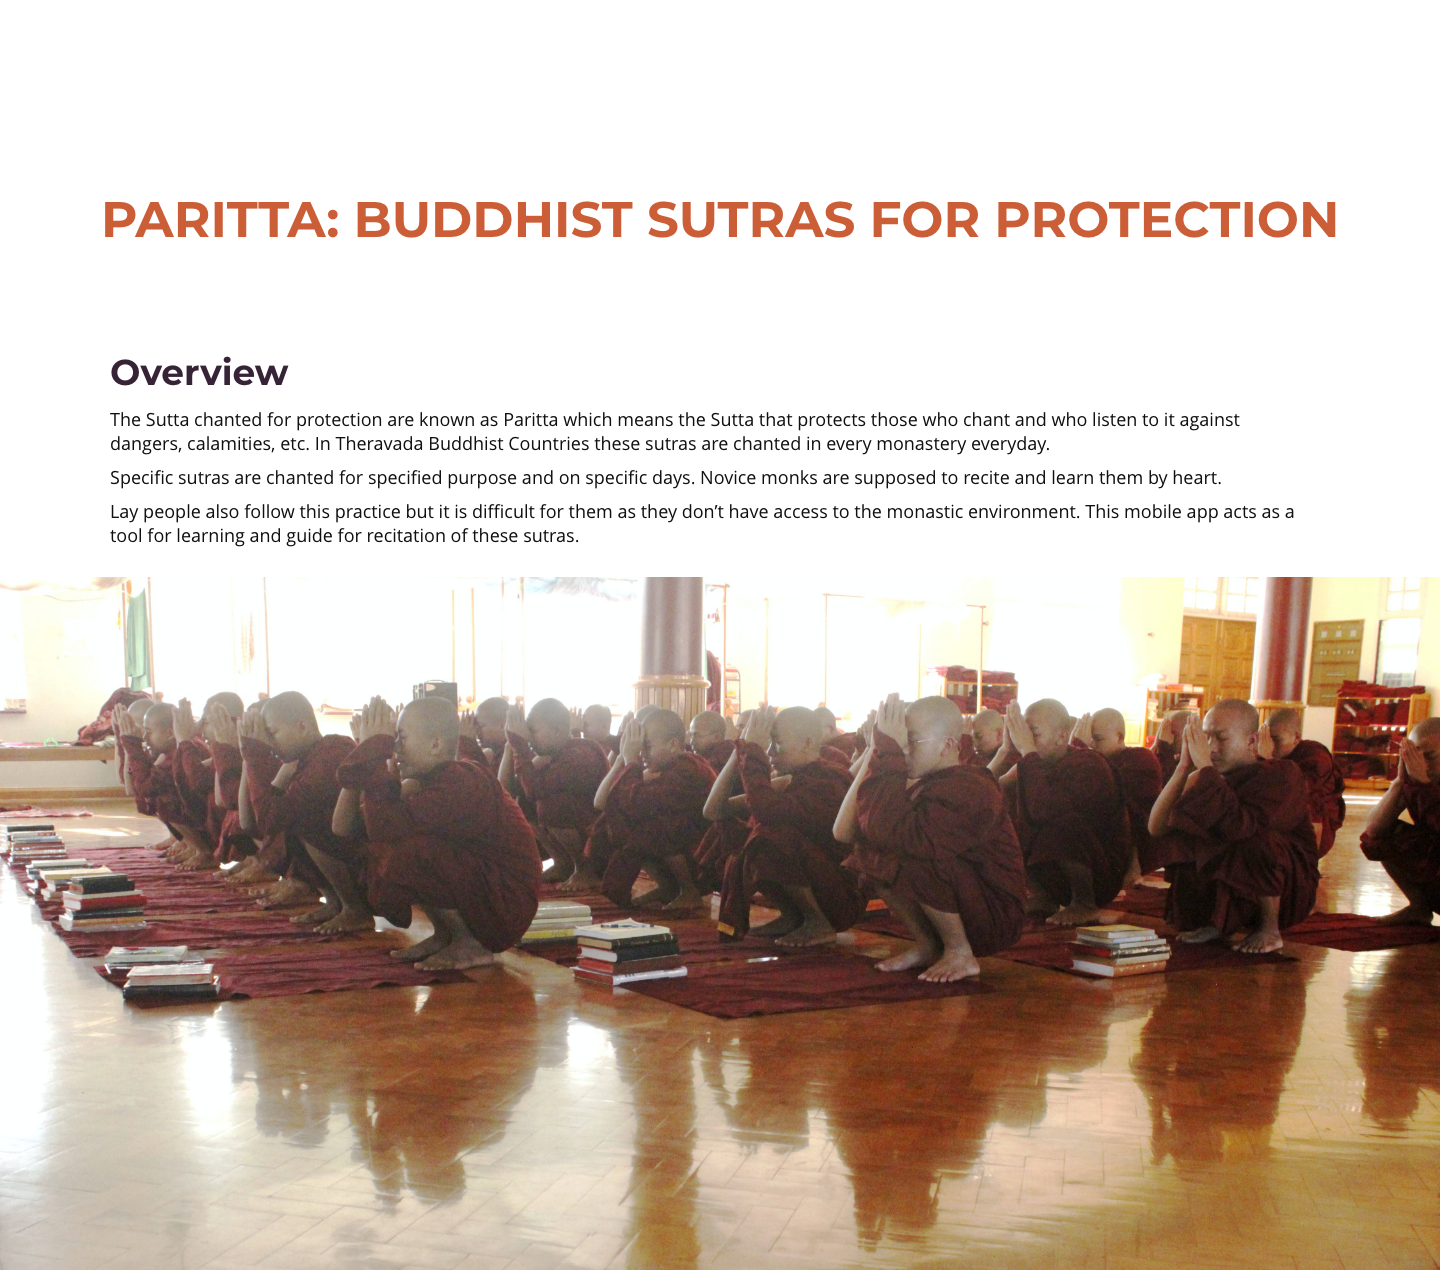 PARITTA: BUDDHIST SUTRAS FOR PROTECTION
Overview
The Sutta chanted for protection are known as Paritta which means the Sutta that protects those who chant and who listen to it against
dangers, calamities, etc. In Theravada Buddhist Countries these sutras are chanted in every monastery everyday.
Specific sutras are chanted for specified purpose and on specific days. Novice monks are supposed to recite and learn them by heart.
Lay people also follow this practice but it is difficult for them as they don’t have access to the monastic environment. This mobile app acts as a
tool for learning and guide for recitation of these sutras.